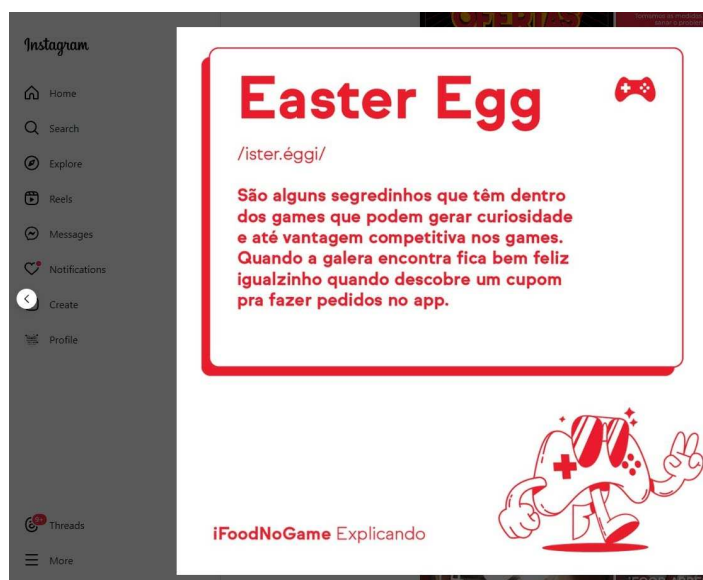 OFERTAS
Instagram
Home
Search
Explore
Reels
Messages
Notifications
Create
Profile
9+
Threads
More
Easter Egg
/ister.éggi/
São alguns segredinhos que têm dentro
dos games que podem gerar curiosidade
e até vantagem competitiva nos games.
Quando a galera encontra fica bem feliz
igualzinho quando descobre um cupom
pra fazer pedidos no app.
iFoodNoGame Explicando